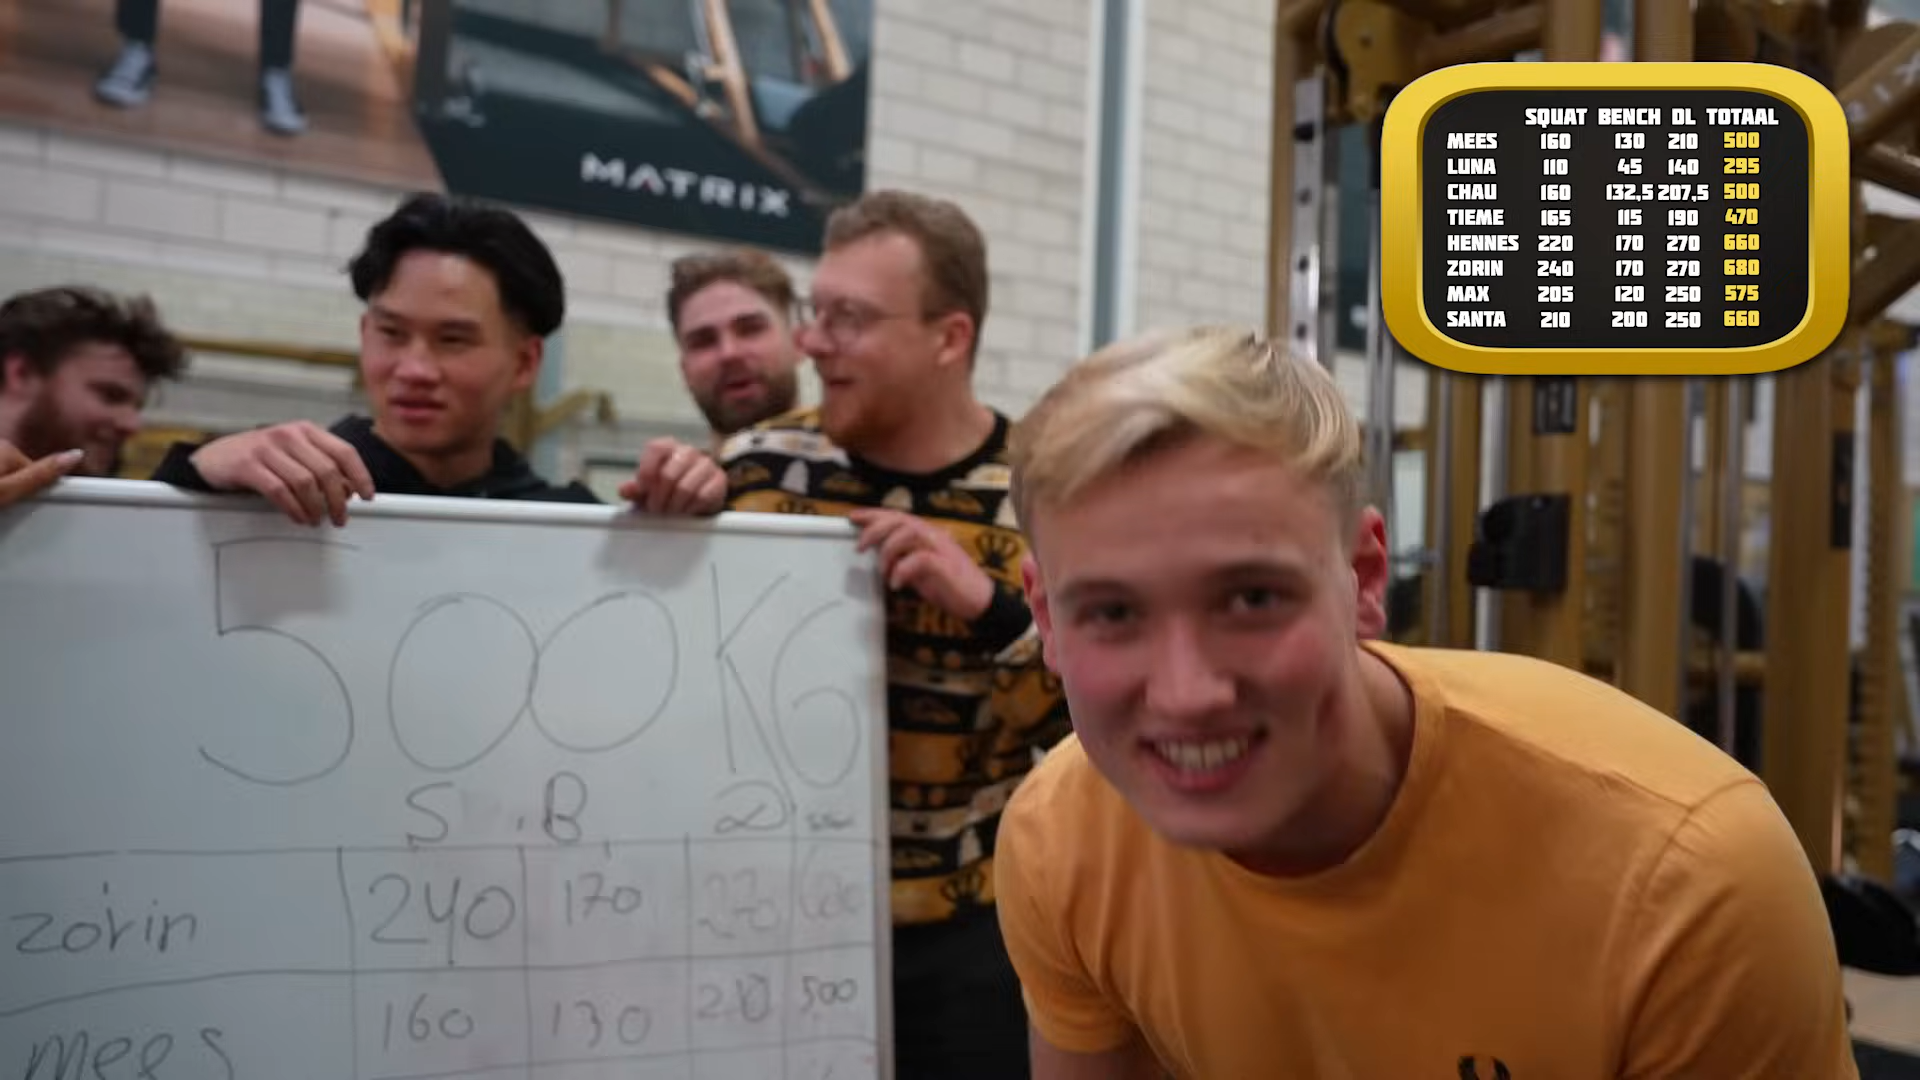 MATRIX
SQUAT BENCH DL TOTAAL
MEES 160 130 210 500
LUNA 110 45 140 295
CHAU 160 132,5 207,5 500
TIEME 165 115 190 470
HENNES 220 170 270 660
ZORIN 240 170 270 680
MAX 205 120 250 575
SANTA 210 200 250 660
500KG
S B D
zorin 240 170 270
mees 160 130 210 500